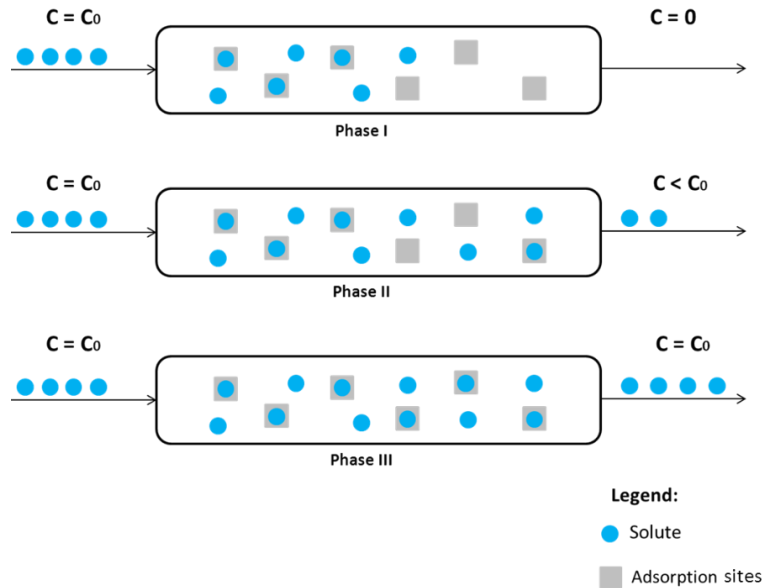 C = C₀
C = 0
Phase I
C = C₀
C < C₀
Phase II
C = C₀
C = C₀
Phase III
Legend:
Solute
Adsorption sites